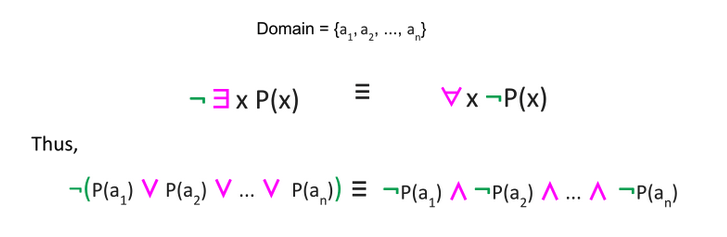 Domain = {a₁, a₂, ..., aₙ}
¬ ∃ x P(x) ≡ ∀ x ¬P(x)
Thus,
¬(P(a₁) ∨ P(a₂) ∨ ... ∨ P(aₙ)) ≡ ¬P(a₁) ∧ ¬P(a₂) ∧ ... ∧ ¬P(aₙ)